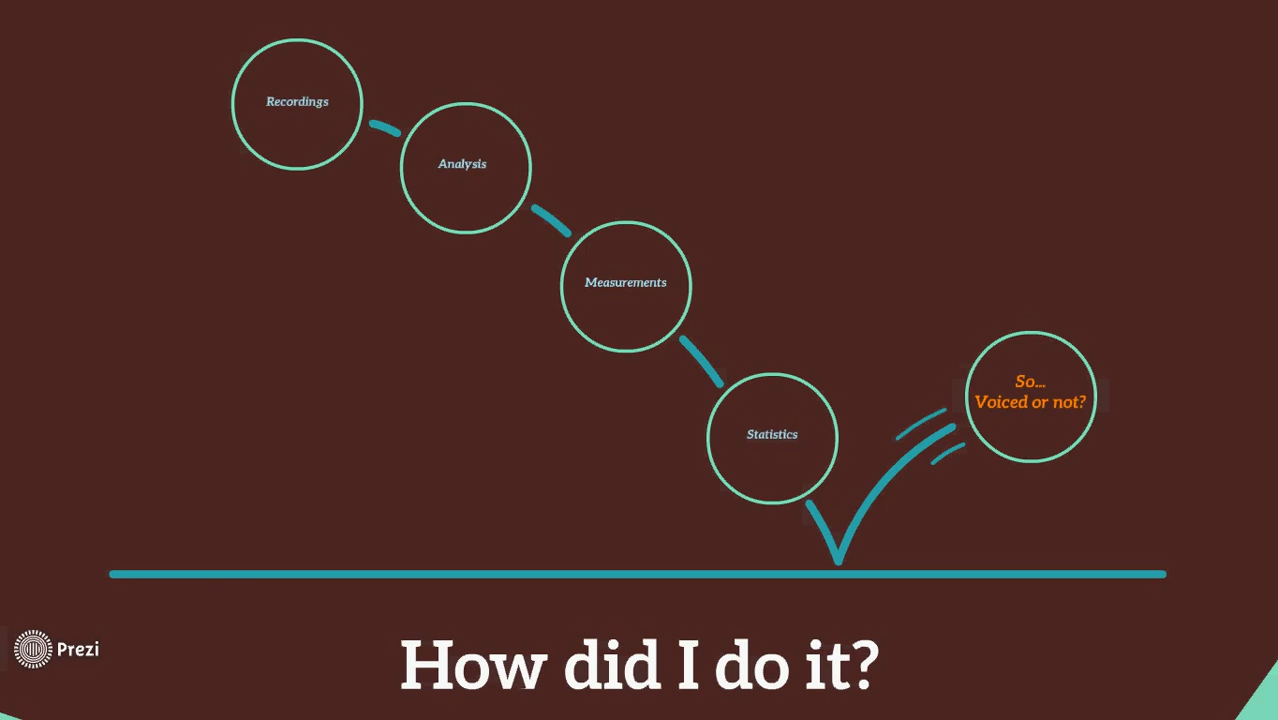 Recordings
Analysis
Measurements
Statistics
So...
Voiced or not?
Prezi
How did I do it?